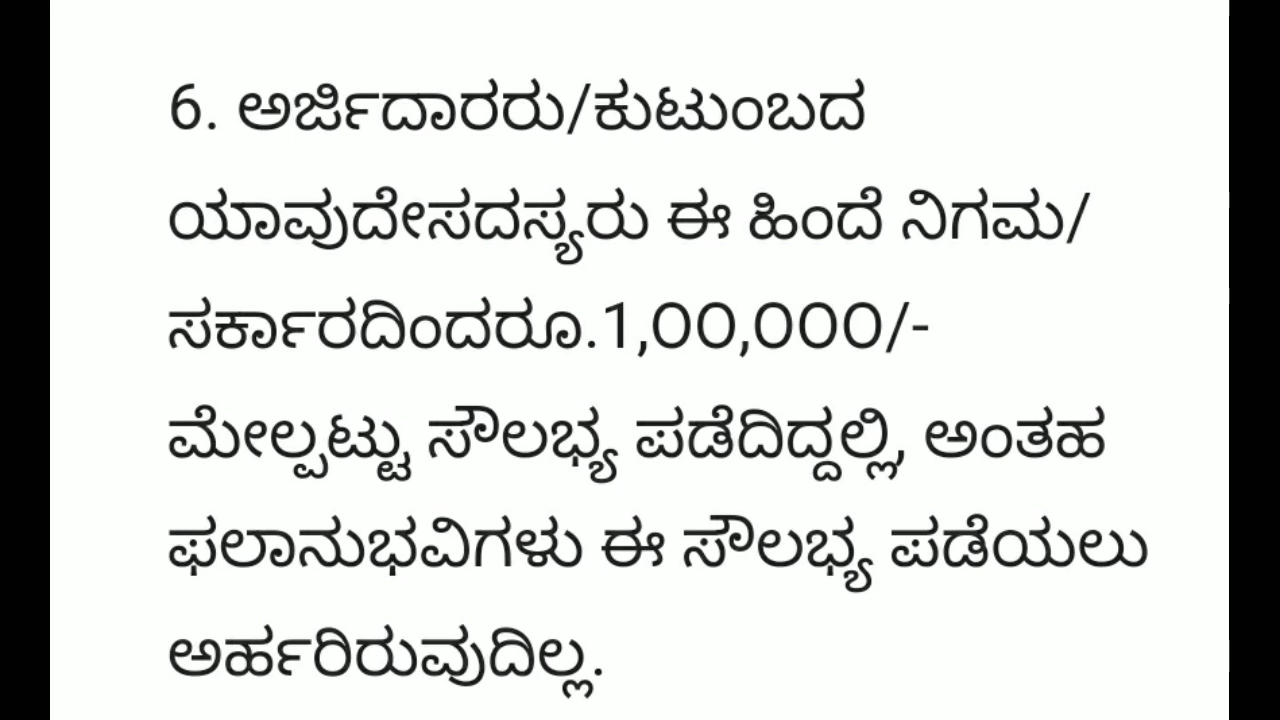 6. ಅರ್ಜಿದಾರರು/ಕುಟುಂಬದ
ಯಾವುದೇಸದಸ್ಯರು ಈ ಹಿಂದೆ ನಿಗಮ/
ಸರ್ಕಾರದಿಂದರೂ.1,00,000/-
ಮೇಲ್ಪಟ್ಟು ಸೌಲಭ್ಯ ಪಡೆದಿದ್ದಲ್ಲಿ, ಅಂತಹ
ಫಲಾನುಭವಿಗಳು ಈ ಸೌಲಭ್ಯ ಪಡೆಯಲು
ಅರ್ಹರಿರುವುದಿಲ್ಲ.